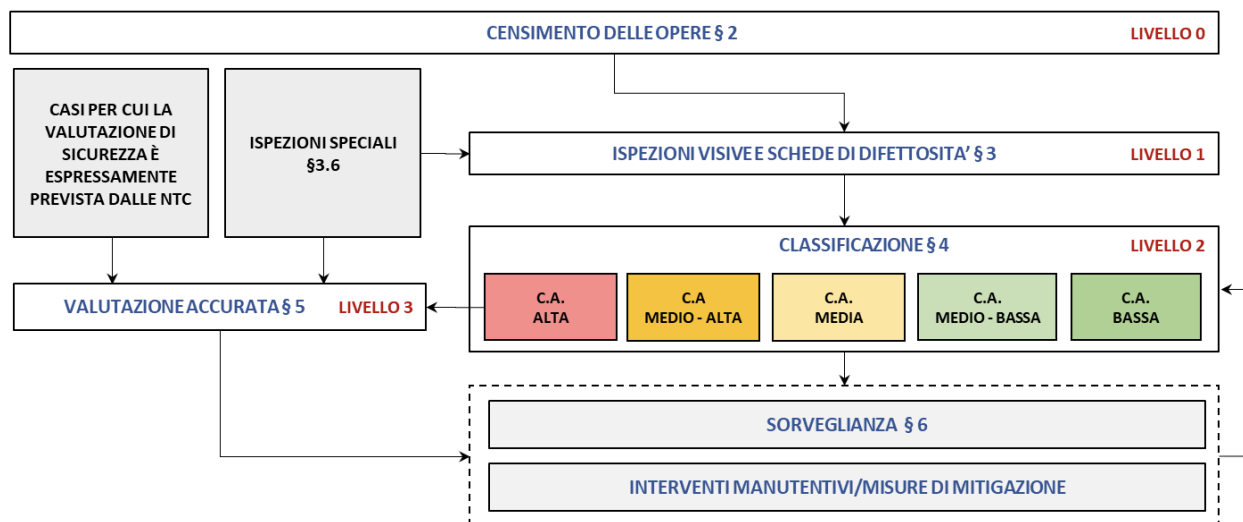 CENSIMENTO DELLE OPERE § 2 LIVELLO 0
CASI PER CUI LA
VALUTAZIONE DI
SICUREZZA È
ESPRESSAMENTE
PREVISTA DALLE NTC
ISPEZIONI SPECIALI
§3.6
ISPEZIONI VISIVE E SCHEDE DI DIFETTOSITA’ § 3 LIVELLO 1
CLASSIFICAZIONE § 4 LIVELLO 2
C.A.
ALTA
C.A
MEDIO - ALTA
C.A.
MEDIA
C.A.
MEDIO - BASSA
C.A.
BASSA
VALUTAZIONE ACCURATA § 5 LIVELLO 3
SORVEGLIANZA § 6
INTERVENTI MANUTENTIVI/MISURE DI MITIGAZIONE